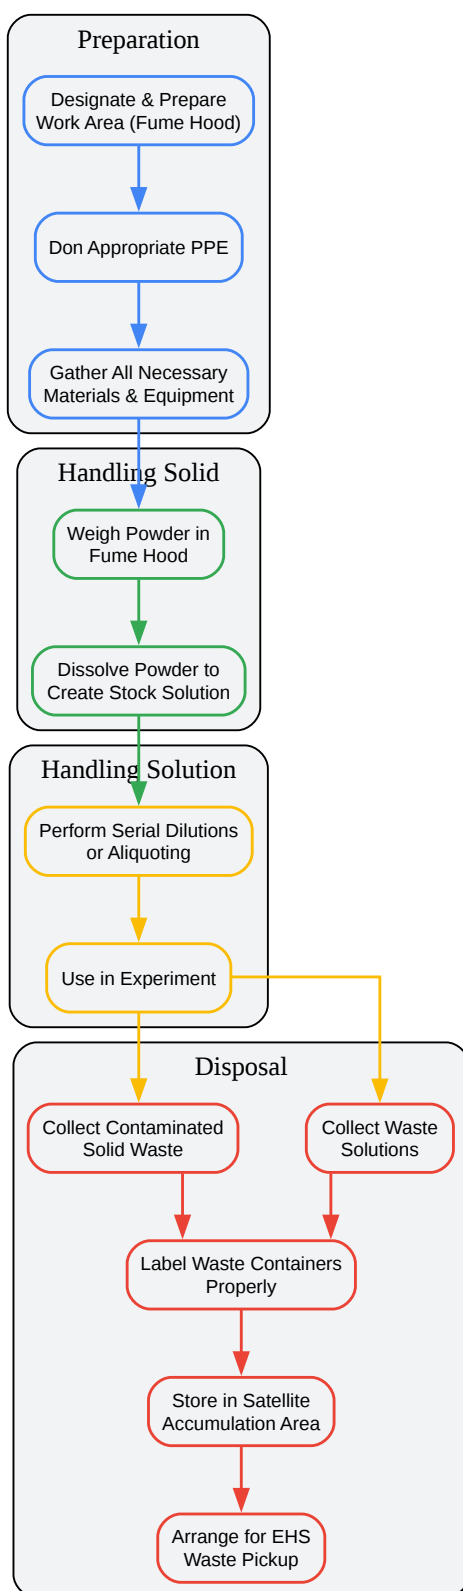 Preparation
Designate & Prepare
Work Area (Fume Hood)
Don Appropriate PPE
Gather All Necessary
Materials & Equipment
Handling Solid
Weigh Powder in
Fume Hood
Dissolve Powder to
Create Stock Solution
Handling Solution
Perform Serial Dilutions
or Aliquoting
Use in Experiment
Disposal
Collect Contaminated
Solid Waste
Collect Waste
Solutions
Label Waste Containers
Properly
Store in Satellite
Accumulation Area
Arrange for EHS
Waste Pickup